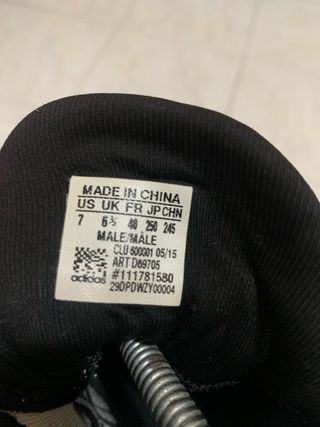 MADE IN CHINA
US UK FR JP CHN
7 6½ 40 250 245
MALE/MÂLE
CLU 600001 05/15
ART D69705
#111781580
29DPDWZY00004
adidas